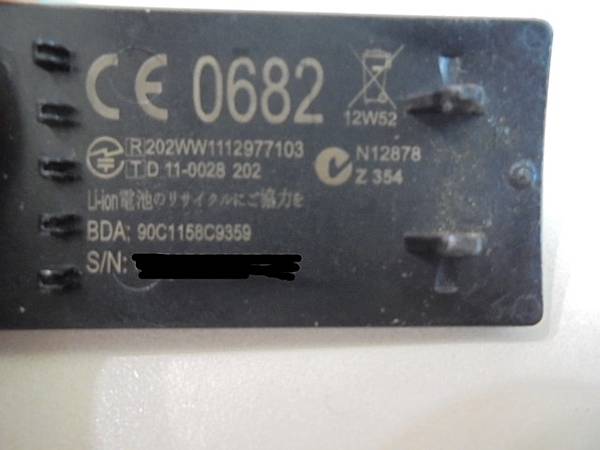 CE 0682
12W52
R 202WW1112977103
T D 11-0028 202
N12878
Z 354
Li-ion電池のリサイクルにご協力を
BDA: 90C1158C9359
S/N: